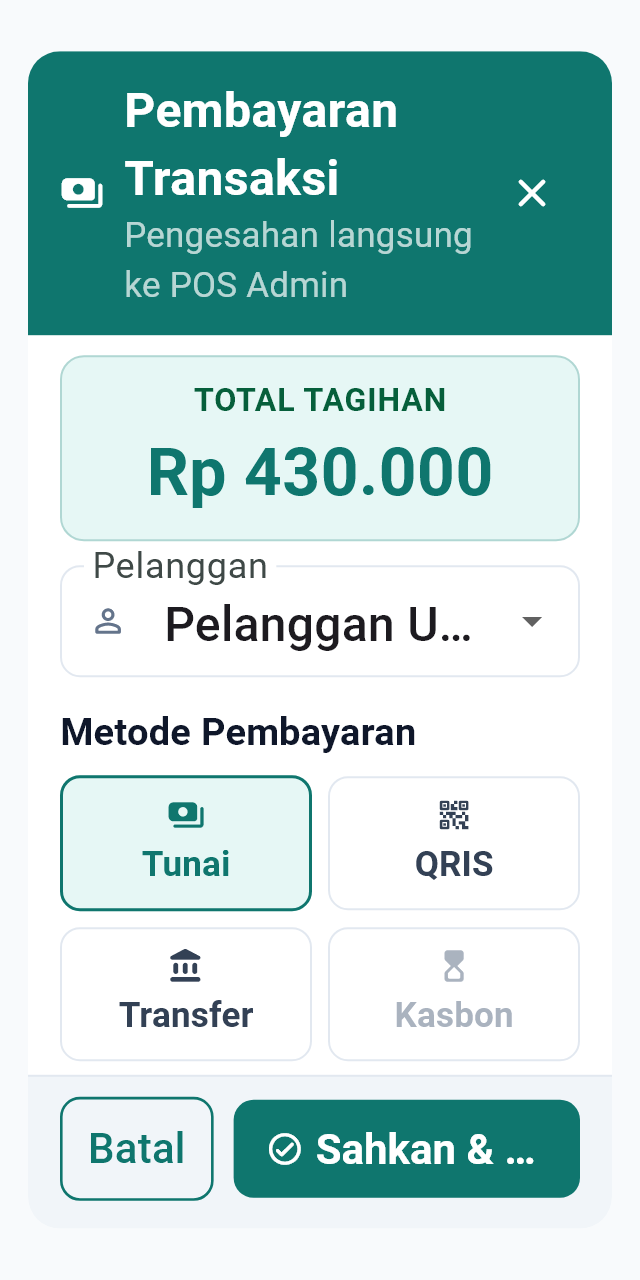 Pembayaran
Transaksi
Pengesahan langsung
ke POS Admin
TOTAL TAGIHAN
Rp 430.000
Pelanggan
Pelanggan U...
Metode Pembayaran
Tunai
QRIS
Transfer
Kasbon
Batal
Sahkan & ...